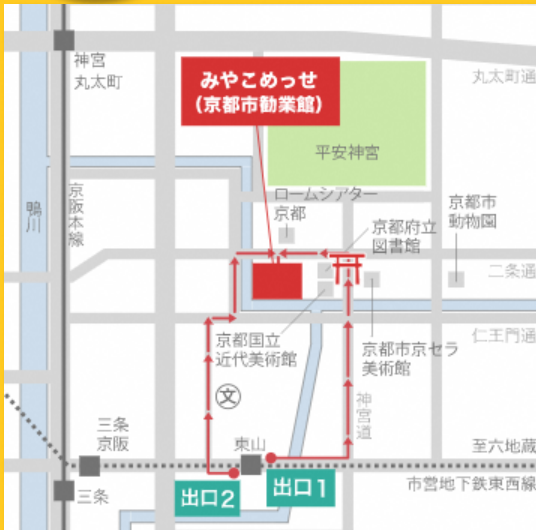 神宮
丸太町
みやこめっせ
(京都市勧業館)
丸太町通
平安神宮
鴨川
京阪本線
ロームシアター
京都
京都市
動物園
京都府立
図書館
二条通
仁王門通
京都国立
近代美術館
京都市京セラ
美術館
文
神宮道
三条
京阪
東山
至六地蔵
三条
出口2
出口1
市営地下鉄東西線